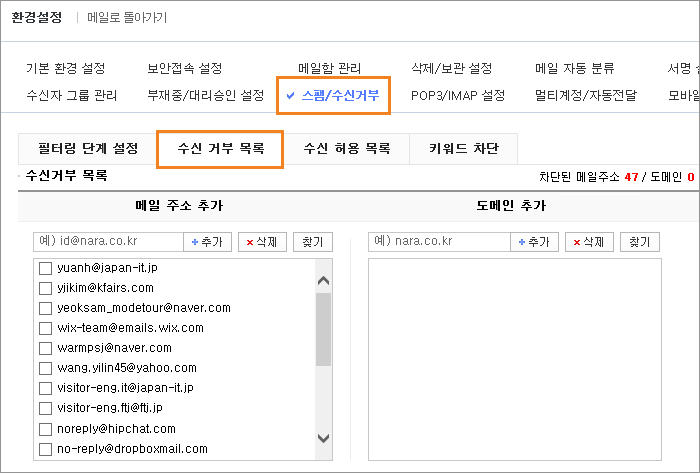 환경설정 | 메일로 돌아가기
기본 환경 설정 보안접속 설정 메일함 관리 삭제/보관 설정 메일 자동 분류 서명
수신자 그룹 관리 부재중/대리승인 설정 ✓ 스팸/수신거부 POP3/IMAP 설정 멀티계정/자동전달 모바일
필터링 단계 설정 수신 거부 목록 수신 허용 목록 키워드 차단
수신거부 목록 차단된 메일주소 47 / 도메인 0
메일 주소 추가 도메인 추가
예) id@nara.co.kr + 추가 × 삭제 찾기 예) nara.co.kr + 추가 × 삭제 찾기
yuanh@japan-it.jp
yjikim@kfairs.com
yeoksam_modetour@naver.com
wix-team@emails.wix.com
warmpsj@naver.com
wang.yilin45@yahoo.com
visitor-eng.it@japan-it.jp
visitor-eng.ftj@ftj.jp
noreply@hipchat.com
no-reply@dropboxmail.com